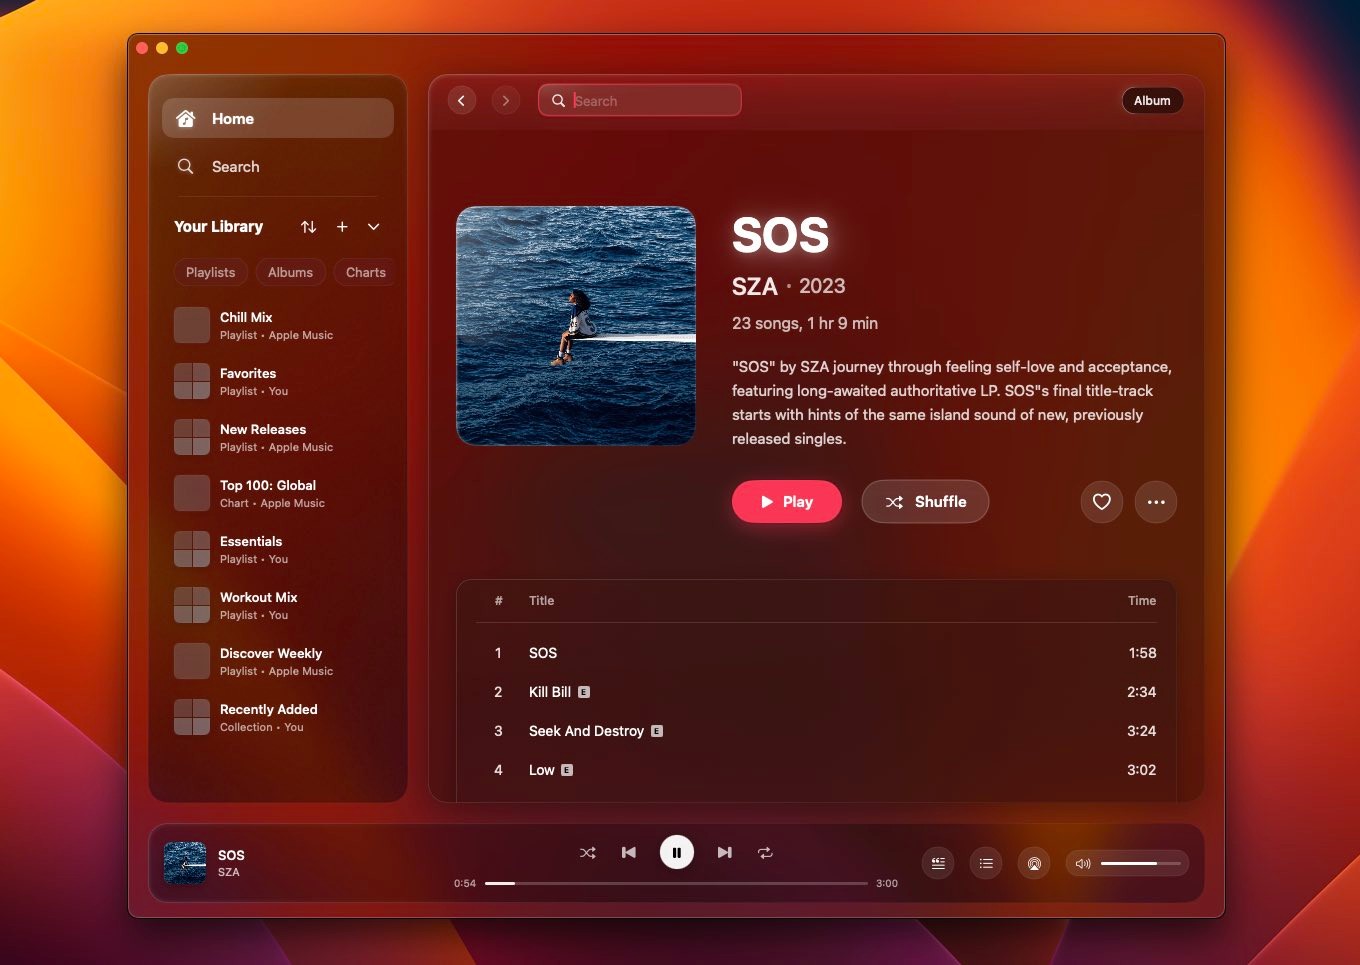 Home
Search
Your Library
Playlists Albums Charts
Chill Mix
Playlist • Apple Music
Favorites
Playlist • You
New Releases
Playlist • Apple Music
Top 100: Global
Chart • Apple Music
Essentials
Playlist • You
Workout Mix
Playlist • You
Discover Weekly
Playlist • Apple Music
Recently Added
Collection • You
Search
Album
SOS
SZA · 2023
23 songs, 1 hr 9 min
"SOS" by SZA journey through feeling self-love and acceptance,
featuring long-awaited authoritative LP. SOS"s final title-track
starts with hints of the same island sound of new, previously
released singles.
Play Shuffle
# Title Time
1 SOS 1:58
2 Kill Bill E 2:34
3 Seek And Destroy E 3:24
4 Low E 3:02
SOS
SZA
0:54 3:00